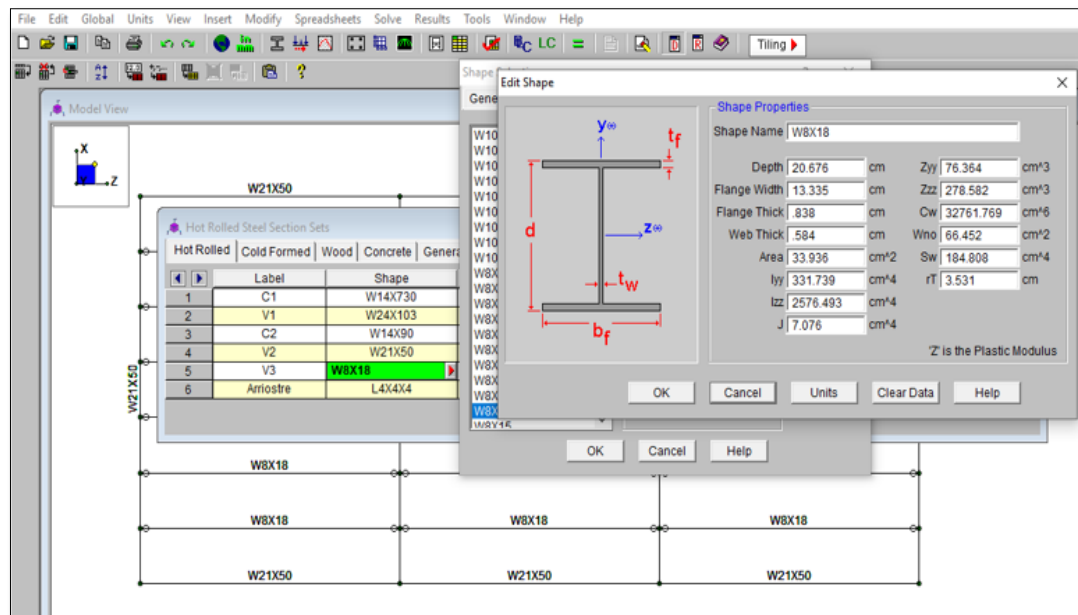 File Edit Global Units View Insert Modify Spreadsheets Solve Results Tools Window Help
LC Tiling
Model View
X
Y Z
W21X50
Hot Rolled Steel Section Sets
Hot Rolled Cold Formed Wood Concrete Genera
Label Shape
1 C1 W14X730
2 V1 W24X103
3 C2 W14X90
4 V2 W21X50
5 V3 W8X18
6 Arriostre L4X4X4
W21X50
Gene
W10
W10
W10
W10
W10
W10
W10
W10
W10
W8X
W8X
W8X
W8X
W8X
W8X
W8X
W8X
W8X
W8X
W8X15
OK Cancel Help
Edit Shape
y
tf
d
z
tw
bf
Shape Properties
Shape Name W8X18
Depth 20.676 cm Zyy 76.364 cm^3
Flange Width 13.335 cm Zzz 278.582 cm^3
Flange Thick .838 cm Cw 32761.769 cm^6
Web Thick .584 cm Wno 66.452 cm^2
Area 33.936 cm^2 Sw 184.808 cm^4
Iyy 331.739 cm^4 rT 3.531 cm
Izz 2576.493 cm^4
J 7.076 cm^4
'Z' is the Plastic Modulus
OK Cancel Units Clear Data Help
W8X18
W8X18 W8X18 W8X18
W21X50 W21X50 W21X50